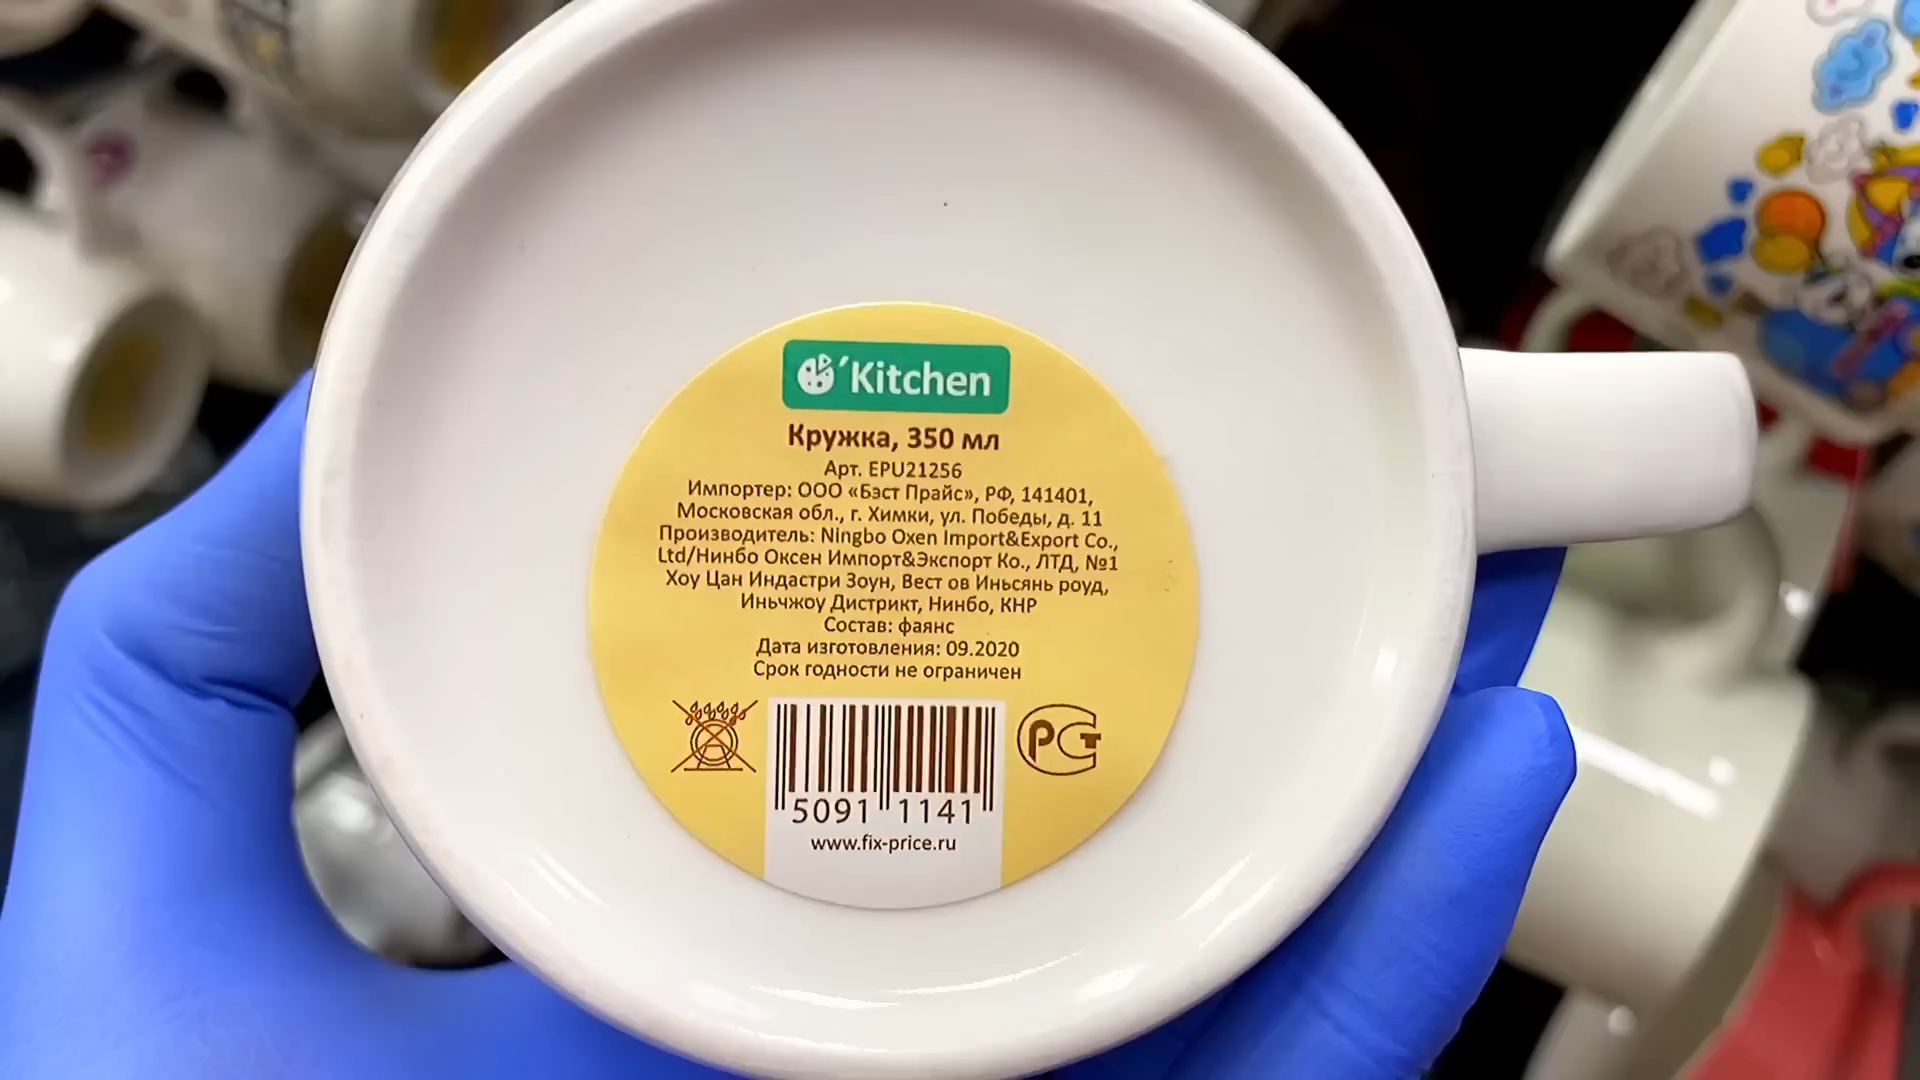 'Kitchen
Кружка, 350 мл
Арт. EPU21256
Импортер: ООО «Бэст Прайс», РФ, 141401,
Московская обл., г. Химки, ул. Победы, д. 11
Производитель: Ningbo Oxen Import&Export Co.,
Ltd/Нинбо Оксен Импорт&Экспорт Ко., ЛТД, №1
Хоу Цан Индастри Зоун, Вест ов Иньсянь роуд,
Иньчжоу Дистрикт, Нинбо, КНР
Состав: фаянс
Дата изготовления: 09.2020
Срок годности не ограничен
РСТ
5091 1141
www.fix-price.ru